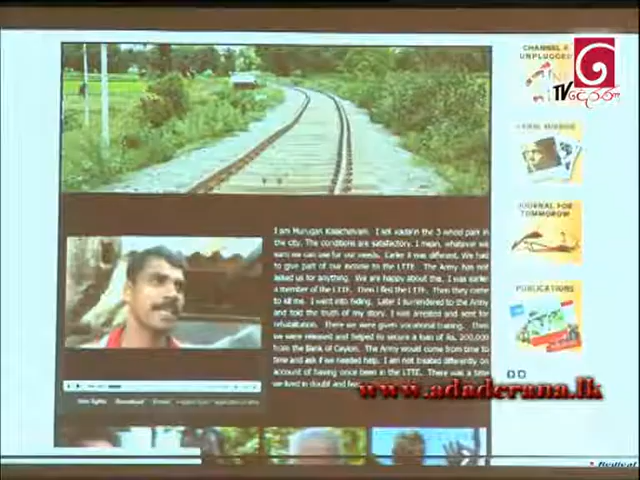 CHANNEL 4
UNPLUGGED
TV දෙරණ
JOURNAL FOR
TOMMOROW
PUBLICATIONS
I am Murugan I sell vadai in the 3 wheel park in
the city. The conditions are satisfactory. I mean, whatever we
earn we can use for our needs. Earlier it was different. We had
to give part of our income to the LTTE. The Army has not
asked us for anything. We are happy about this. I was earlier
a member of the LTTE. Then I fled the LTTE. Then they came
to kill me. I went into hiding. Later I surrendered to the Army
and told the truth of my story. I was arrested and sent for
rehabilitation. There we were given vocational training. Then
we were released and helped to secure a loan of Rs. 200,000
from the Bank of Ceylon. The Army would come from time to
time and ask if we needed help. I am not treated differently on
account of having once been in the LTTE. There was a time
we lived in doubt and
www.adaderana.lk